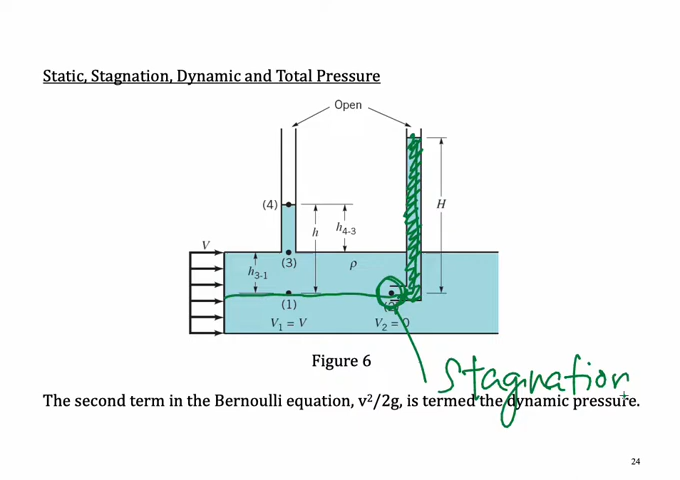 Static, Stagnation, Dynamic and Total Pressure
Open
(4)
H
h
h4-3
V
(3)
ρ
h3-1
(1)
(2)
V1 = V
V2 = 0
Figure 6
Stagnation
The second term in the Bernoulli equation, v²/2g, is termed the dynamic pressure.
24